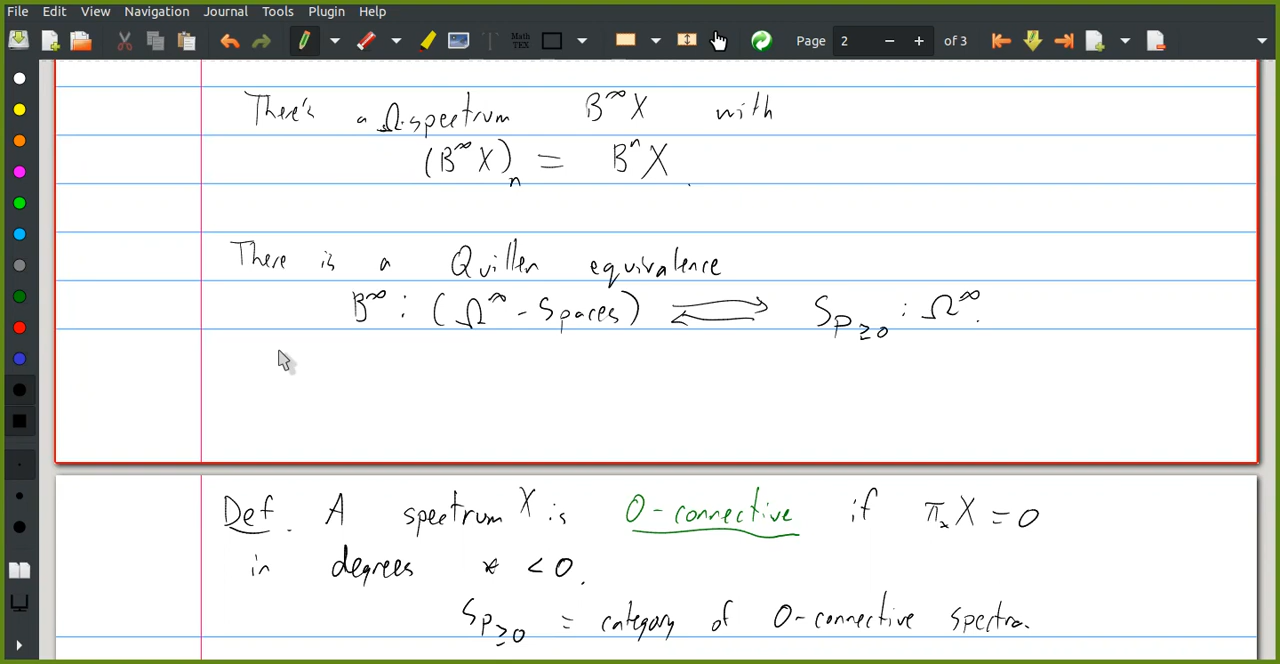 File Edit View Navigation Journal Tools Plugin Help
Math TEX Page 2 of 3
There's a Ω-spectrum B^∞X with
(B^∞X)_n = B^nX.
There is a Quillen equivalence
B^∞ : (Ω^∞ - Spaces) ⇄ Sp_≥0 : Ω^∞.
Def. A spectrum X is 0-connective if π_*X = 0
in degrees * < 0.
Sp_≥0 = category of 0-connective spectra.